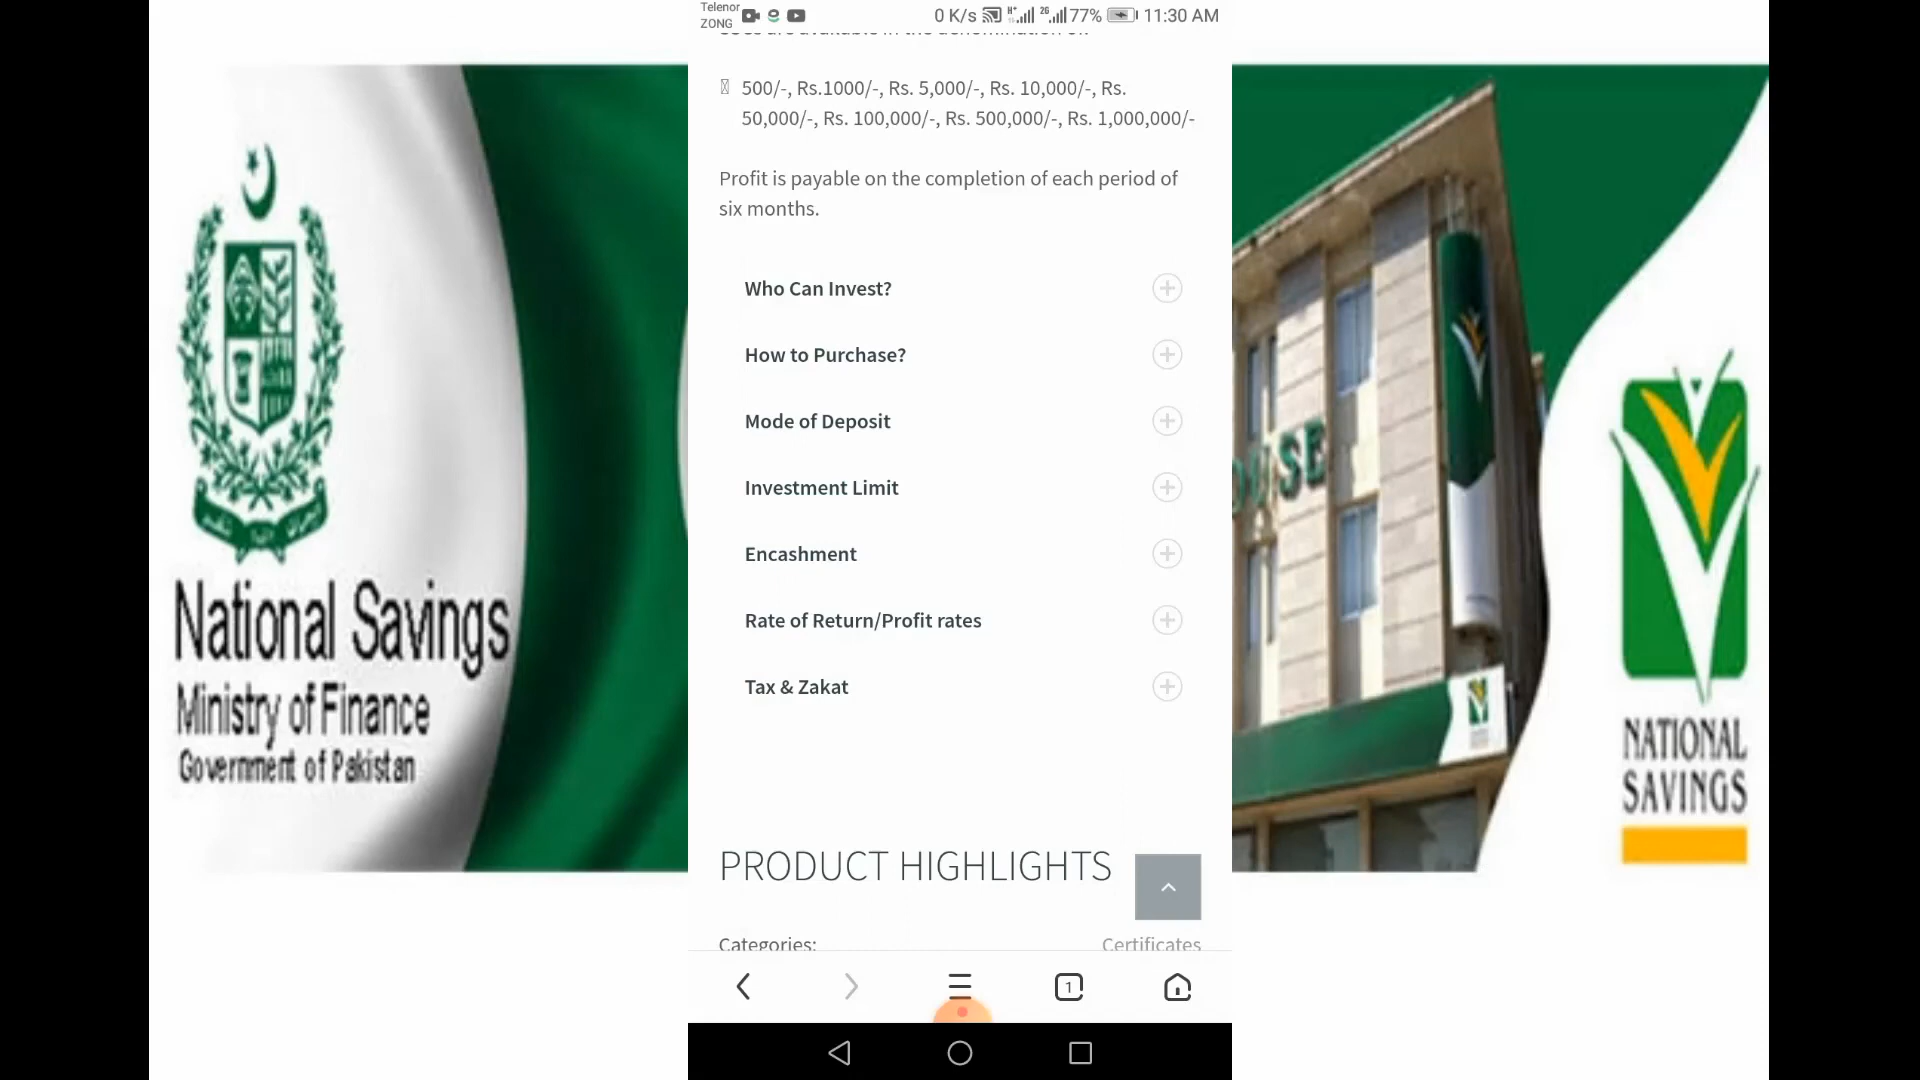 Telenor
ZONG
0 K/s
H+
2G
77%
11:30 AM
500/-, Rs.1000/-, Rs. 5,000/-, Rs. 10,000/-, Rs.
50,000/-, Rs. 100,000/-, Rs. 500,000/-, Rs. 1,000,000/-
Profit is payable on the completion of each period of
six months.
Who Can Invest?
How to Purchase?
Mode of Deposit
Investment Limit
Encashment
Rate of Return/Profit rates
Tax & Zakat
PRODUCT HIGHLIGHTS
Categories:
Certificates
1
National Savings
Ministry of Finance
Government of Pakistan
OUSE
NATIONAL
SAVINGS